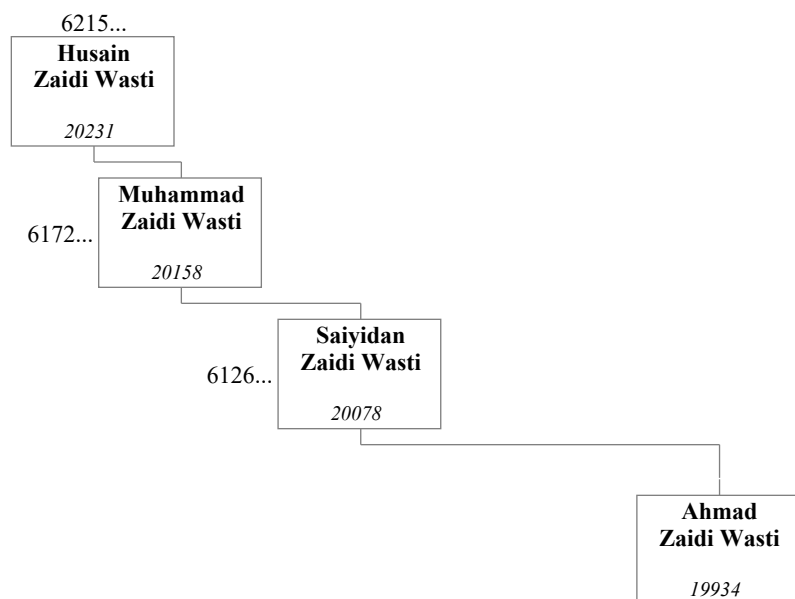 6215...
Husain
Zaidi Wasti
20231
Muhammad
Zaidi Wasti
6172...
20158
Saiyidan
Zaidi Wasti
6126...
20078
Ahmad
Zaidi Wasti
19934